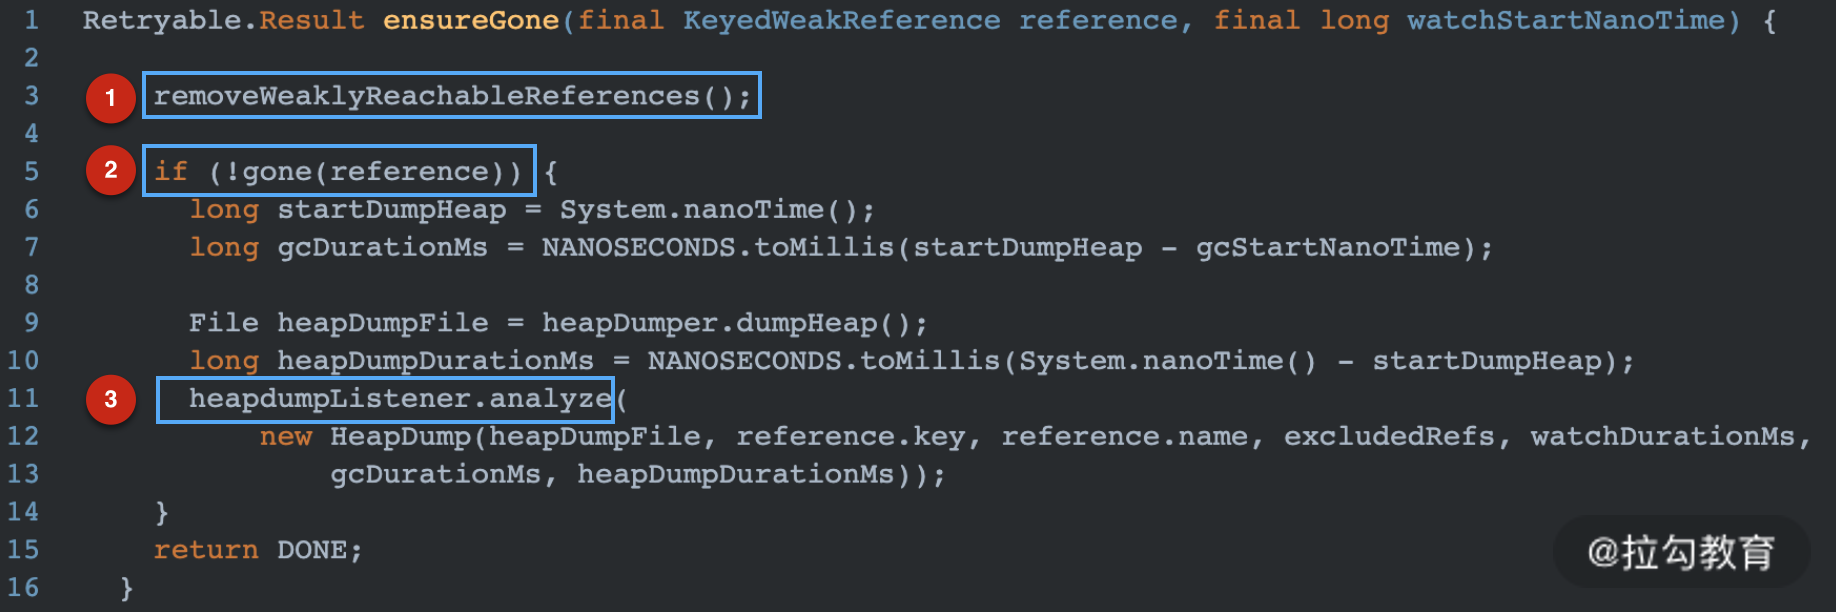 1 Retryable.Result ensureGone(final KeyedWeakReference reference, final long watchStartNanoTime) {
2
3 1 removeWeaklyReachableReferences();
4
5 2 if (!gone(reference)) {
6 long startDumpHeap = System.nanoTime();
7 long gcDurationMs = NANOSECONDS.toMillis(startDumpHeap - gcStartNanoTime);
8
9 File heapDumpFile = heapDumper.dumpHeap();
10 long heapDumpDurationMs = NANOSECONDS.toMillis(System.nanoTime() - startDumpHeap);
11 3 heapdumpListener.analyze(
12 new HeapDump(heapDumpFile, reference.key, reference.name, excludedRefs, watchDurationMs,
13 gcDurationMs, heapDumpDurationMs));
14 }
15 return DONE;
16 }
@拉勾教育